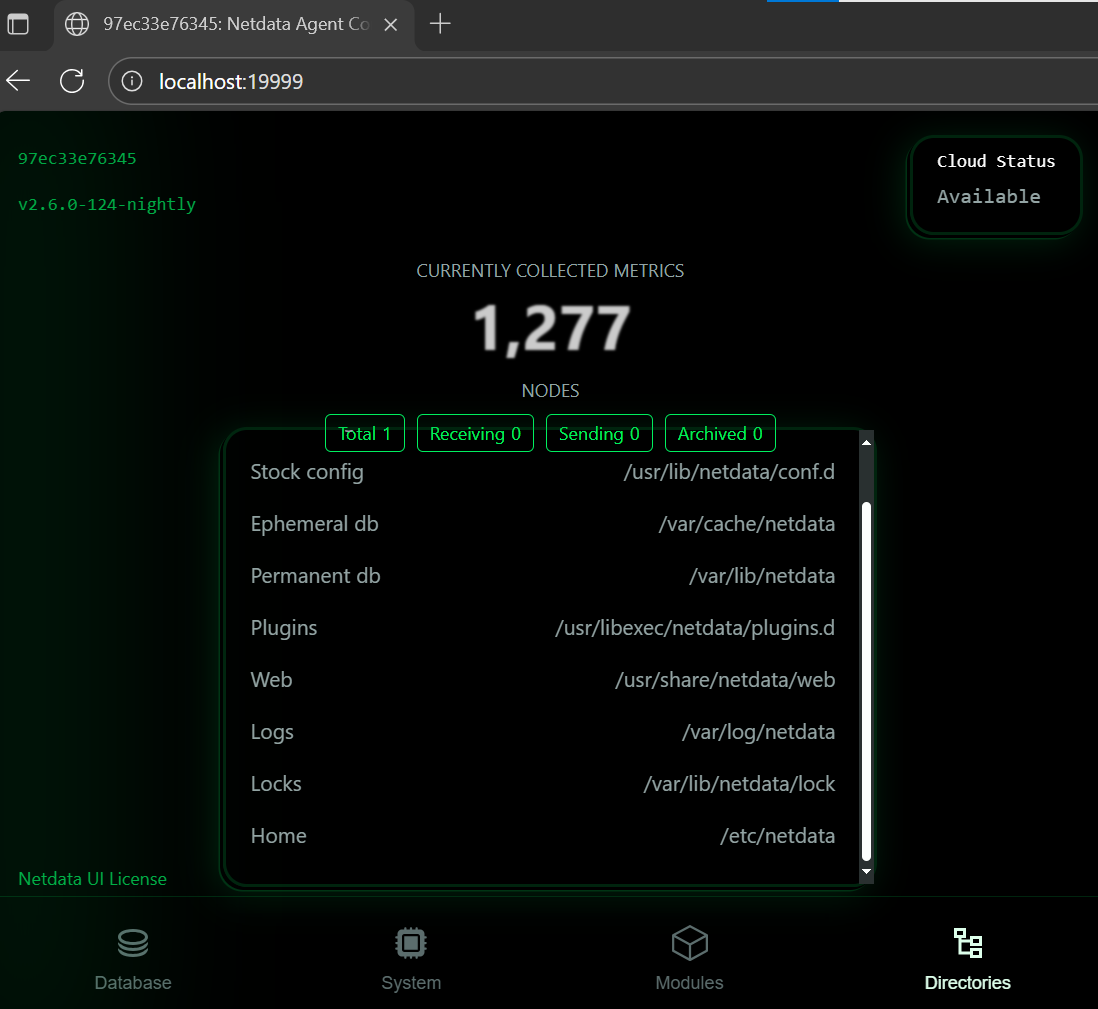 97ec33e76345: Netdata Agent Co
localhost:19999
97ec33e76345
v2.6.0-124-nightly
Cloud Status
Available
CURRENTLY COLLECTED METRICS
1,277
NODES
Total 1 Receiving 0 Sending 0 Archived 0
Stock config /usr/lib/netdata/conf.d
Ephemeral db /var/cache/netdata
Permanent db /var/lib/netdata
Plugins /usr/libexec/netdata/plugins.d
Web /usr/share/netdata/web
Logs /var/log/netdata
Locks /var/lib/netdata/lock
Home /etc/netdata
Netdata UI License
Database System Modules Directories